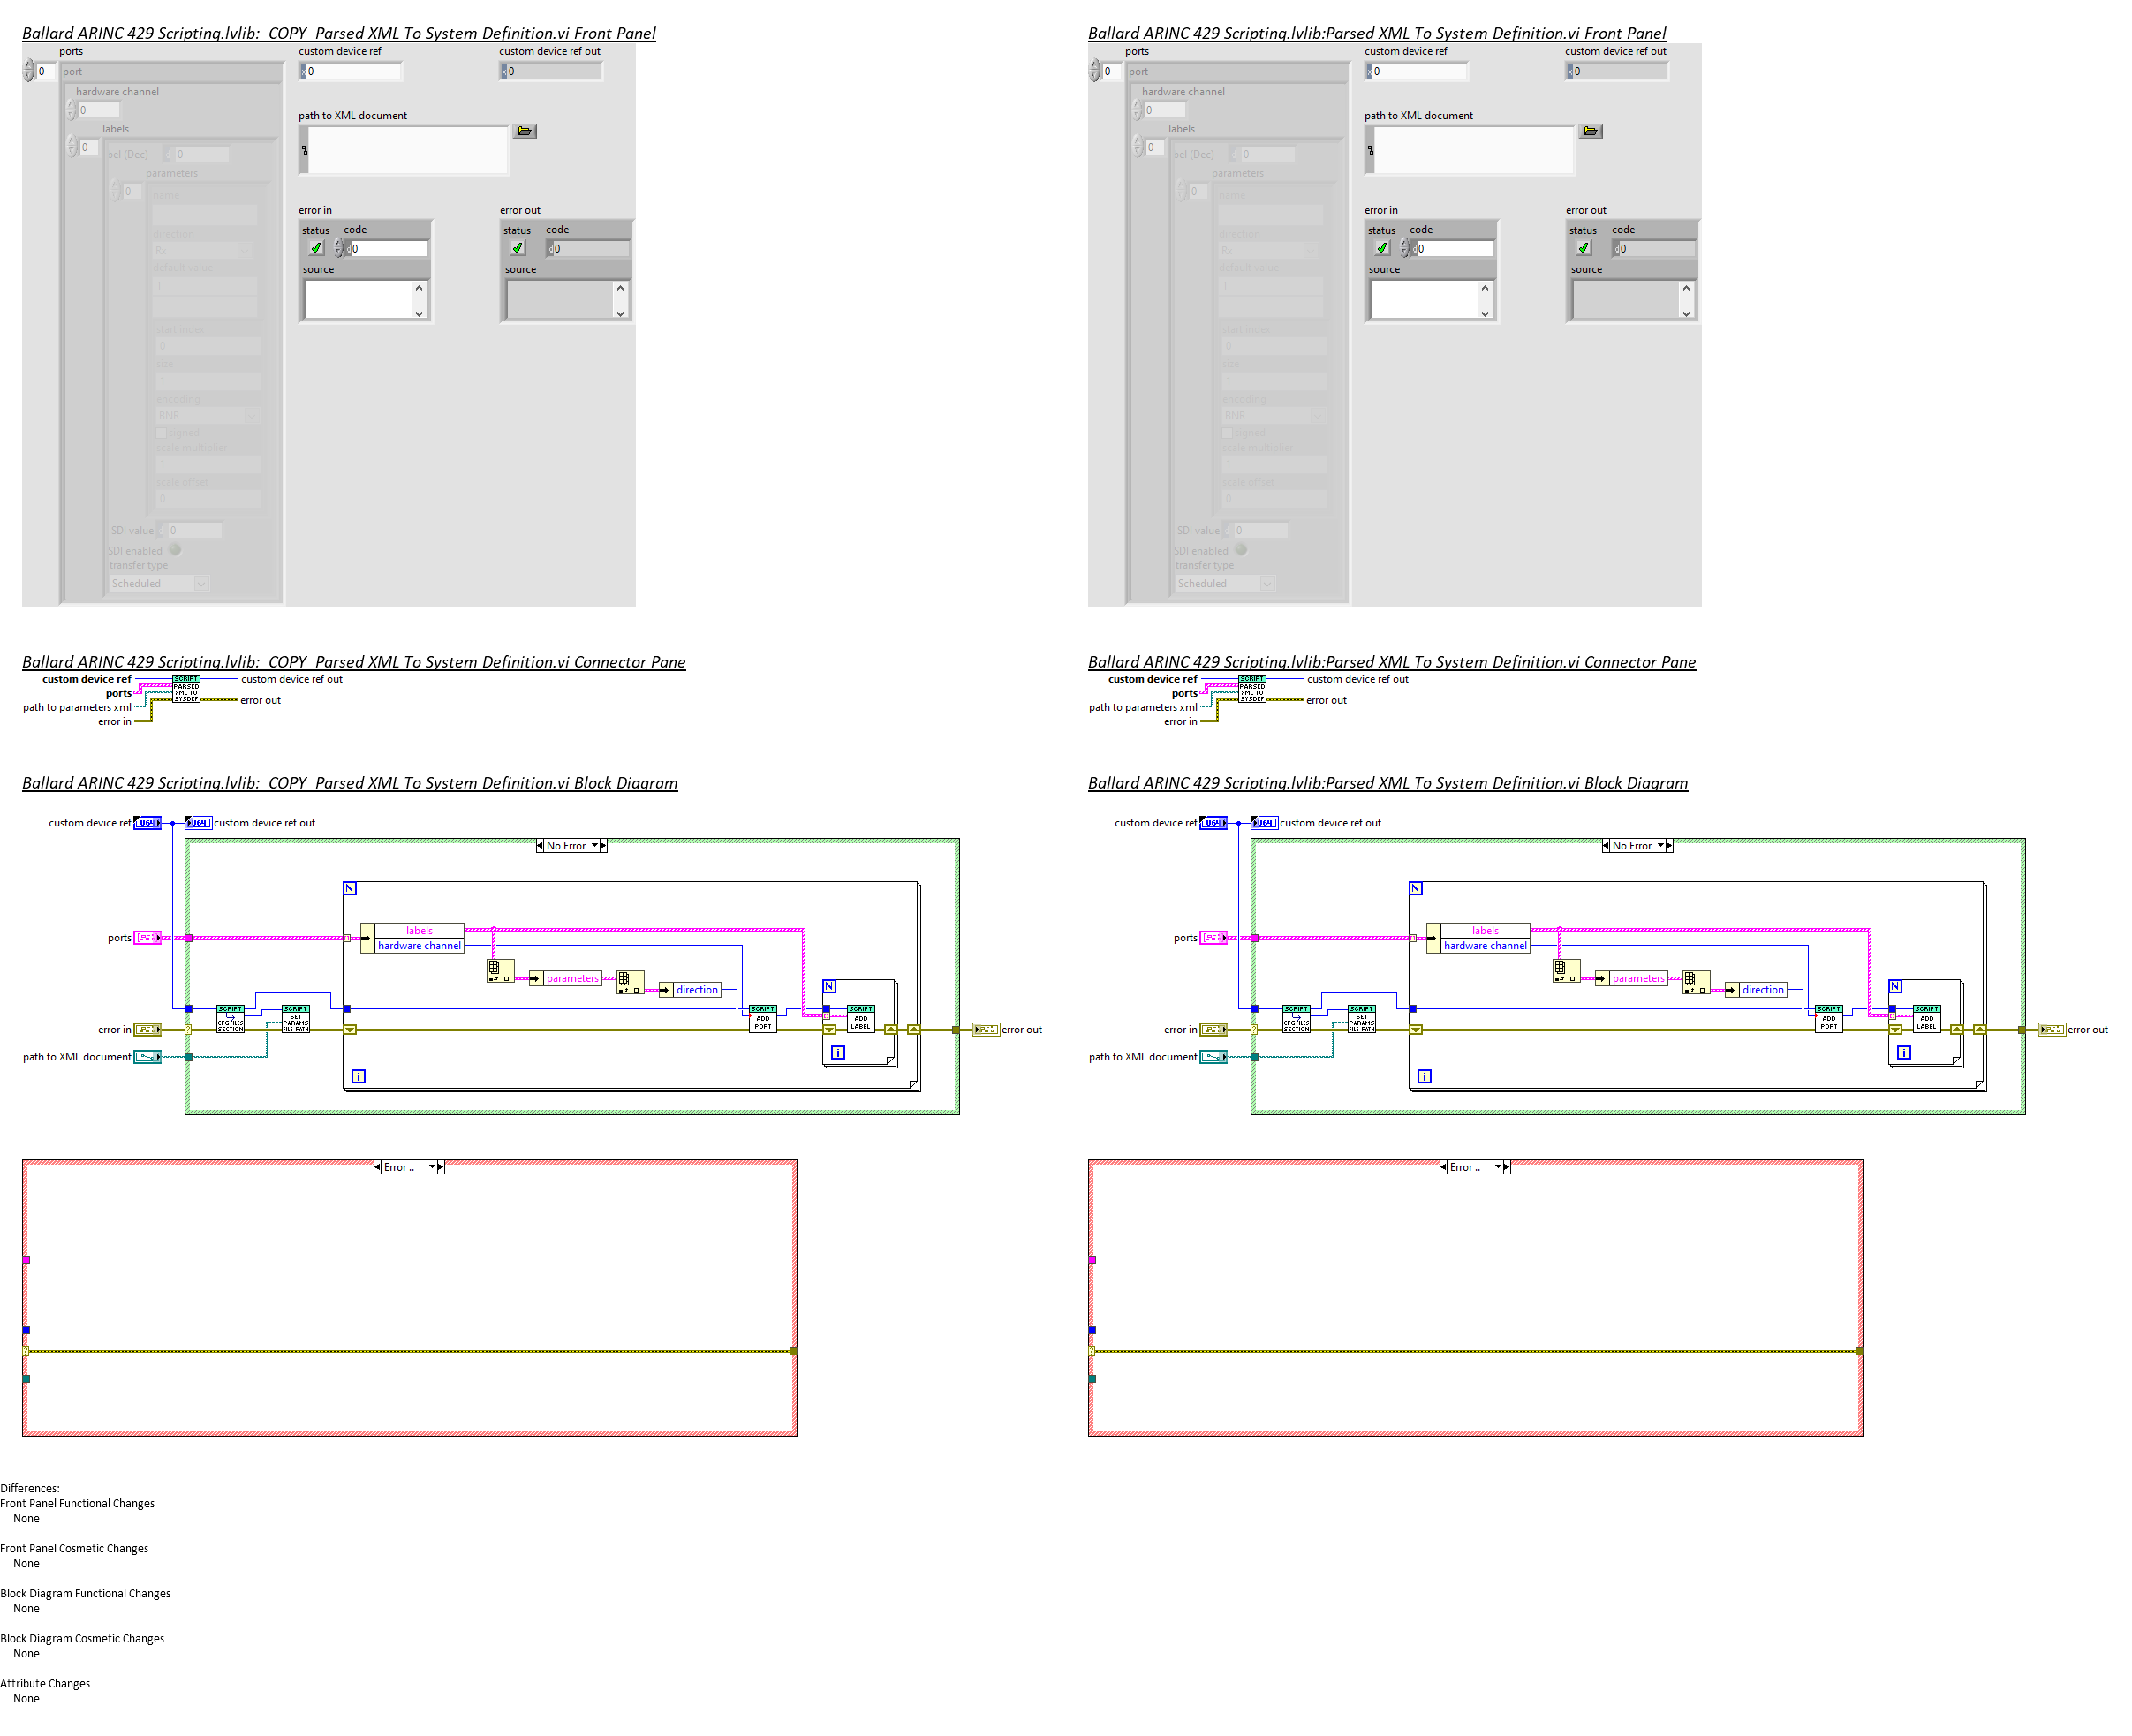 Ballard ARINC 429 Scripting.lvlib:  COPY  Parsed XML To System Definition.vi Front Panel
ports
0
port
hardware channel
0
labels
0
bel (Dec)
0
parameters
0
name
direction
Rx
default value
1
start index
0
size
1
encoding
BNR
signed
scale multiplier
1
scale offset
0
SDI value
0
SDI enabled
transfer type
Scheduled
custom device ref
x 0
custom device ref out
x 0
path to XML document
error in
status code
d 0
source
error out
status code
d 0
source
Ballard ARINC 429 Scripting.lvlib:Parsed XML To System Definition.vi Front Panel
ports
0
port
hardware channel
0
labels
0
bel (Dec)
0
parameters
0
name
direction
Rx
default value
1
start index
0
size
1
encoding
BNR
signed
scale multiplier
1
scale offset
0
SDI value
0
SDI enabled
transfer type
Scheduled
custom device ref
x 0
custom device ref out
x 0
path to XML document
error in
status code
d 0
source
error out
status code
d 0
source
Ballard ARINC 429 Scripting.lvlib:  COPY  Parsed XML To System Definition.vi Connector Pane
custom device ref
ports
path to parameters xml
error in
SCRIPT
PARSED
XML TO
SYSDEF
custom device ref out
error out
Ballard ARINC 429 Scripting.lvlib:Parsed XML To System Definition.vi Connector Pane
custom device ref
ports
path to parameters xml
error in
SCRIPT
PARSED
XML TO
SYSDEF
custom device ref out
error out
Ballard ARINC 429 Scripting.lvlib:  COPY  Parsed XML To System Definition.vi Block Diagram
custom device ref
U64
U64
custom device ref out
No Error
N
ports
labels
hardware channel
parameters
direction
N
SCRIPT
CFGFILES
SECTION
SCRIPT
SET
PARAMS
FILE PATH
SCRIPT
ADD
PORT
SCRIPT
ADD
LABEL
error in
?
error out
path to XML document
i
i
Error ..
?
Ballard ARINC 429 Scripting.lvlib:Parsed XML To System Definition.vi Block Diagram
custom device ref
U64
U64
custom device ref out
No Error
N
ports
labels
hardware channel
parameters
direction
N
SCRIPT
CFGFILES
SECTION
SCRIPT
SET
PARAMS
FILE PATH
SCRIPT
ADD
PORT
SCRIPT
ADD
LABEL
error in
?
error out
path to XML document
i
i
Error ..
?
Differences:
Front Panel Functional Changes
None
Front Panel Cosmetic Changes
None
Block Diagram Functional Changes
None
Block Diagram Cosmetic Changes
None
Attribute Changes
None